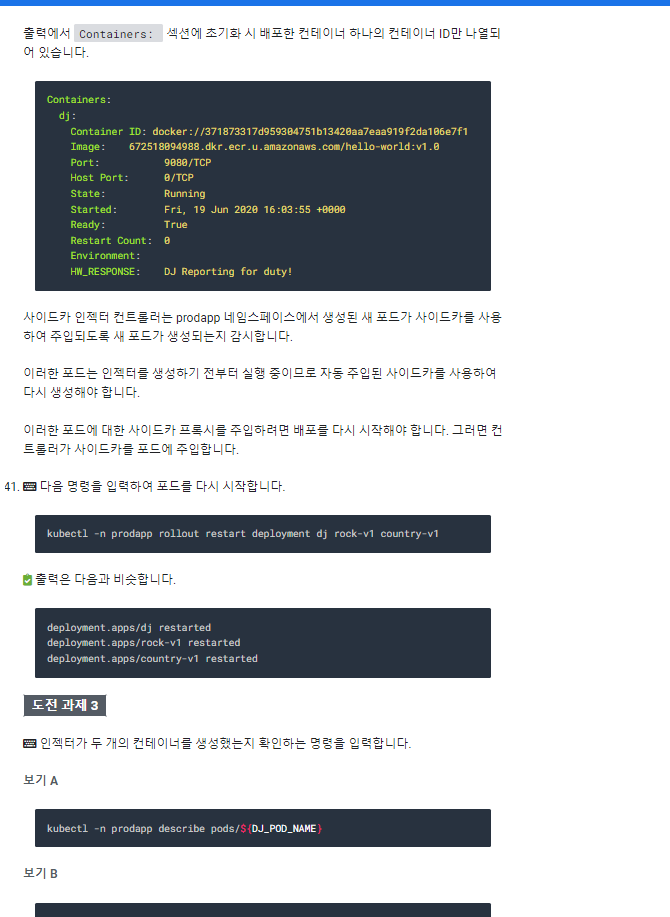 출력에서 Containers: 섹션에 초기화 시 배포한 컨테이너 하나의 컨테이너 ID만 나열되
어 있습니다.
Containers:
dj:
Container ID: docker://371873317d959304751b13420aa7eaa919f2da106e7f1
Image: 672518094988.dkr.ecr.u.amazonaws.com/hello-world:v1.0
Port: 9080/TCP
Host Port: 0/TCP
State: Running
Started: Fri, 19 Jun 2020 16:03:55 +0000
Ready: True
Restart Count: 0
Environment:
HW_RESPONSE: DJ Reporting for duty!
사이드카 인젝터 컨트롤러는 prodapp 네임스페이스에서 생성된 새 포드가 사이드카를 사용
하여 주입되도록 새 포드가 생성되는지 감시합니다.
이러한 포드는 인젝터를 생성하기 전부터 실행 중이므로 자동 주입된 사이드카를 사용하여
다시 생성해야 합니다.
이러한 포드에 대한 사이드카 프록시를 주입하려면 배포를 다시 시작해야 합니다. 그러면 컨
트롤러가 사이드카를 포드에 주입합니다.
41. 다음 명령을 입력하여 포드를 다시 시작합니다.
kubectl -n prodapp rollout restart deployment dj rock-v1 country-v1
출력은 다음과 비슷합니다.
deployment.apps/dj restarted
deployment.apps/rock-v1 restarted
deployment.apps/country-v1 restarted
도전 과제 3
인젝터가 두 개의 컨테이너를 생성했는지 확인하는 명령을 입력합니다.
보기 A
kubectl -n prodapp describe pods/${DJ_POD_NAME}
보기 B